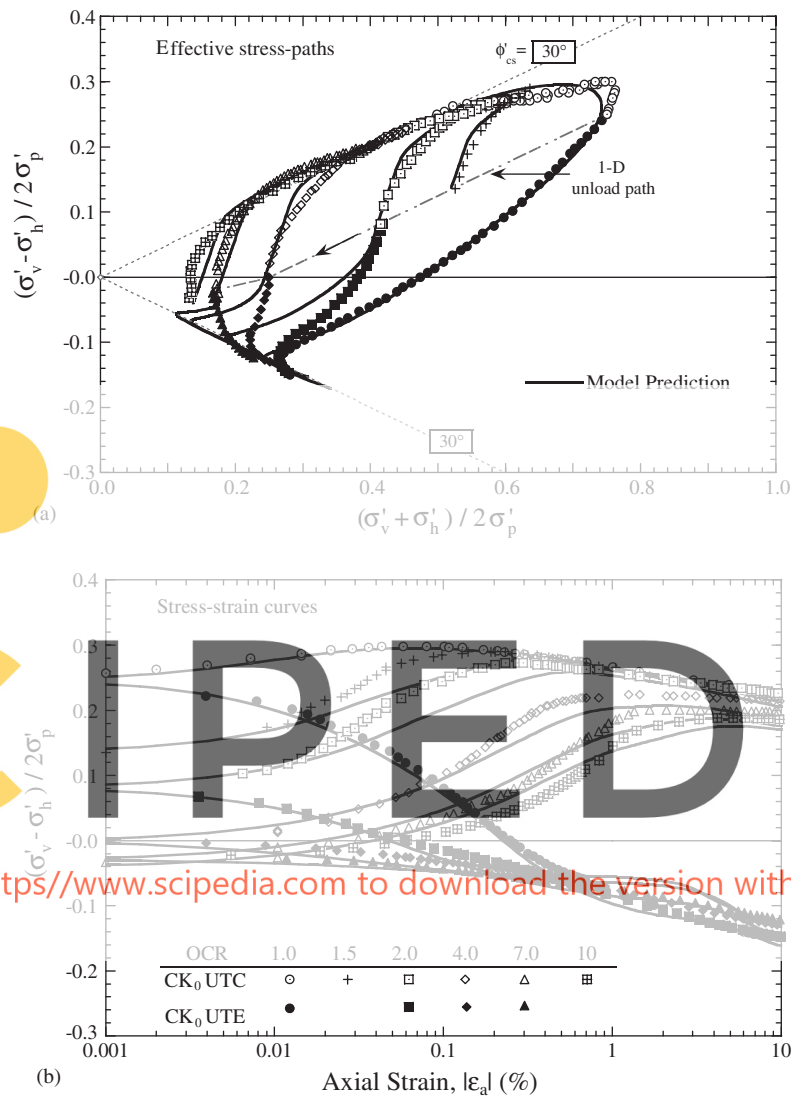 0.4
Effective stress-paths
ϕ'cs = 30°
0.3
0.2
1-D
unload path
0.1
-0.0
-0.1
Model Prediction
-0.2
30°
-0.3
0.0 0.2 0.4 0.6 0.8 1.0
(σ'v - σ'h) / 2σ'p
(a)
(σ'v + σ'h) / 2σ'p
0.4
Stress-strain curves
0.3
0.2
0.1
-0.0
(σ'v - σ'h) / 2σ'p
IPED
tps//www.scipedia.com to download the version with
-0.1
OCR 1.0 1.5 2.0 4.0 7.0 10
-0.2
CK0 UTC
CK0 UTE
-0.3
0.001 0.01 0.1 1 10
(b)
Axial Strain, |εa| (%)